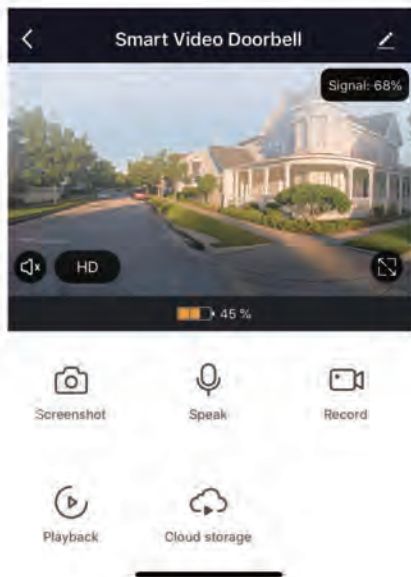 Smart Video Doorbell
Signal: 68%
HD
45 %
Screenshot
Speak
Record
Playback
Cloud storage